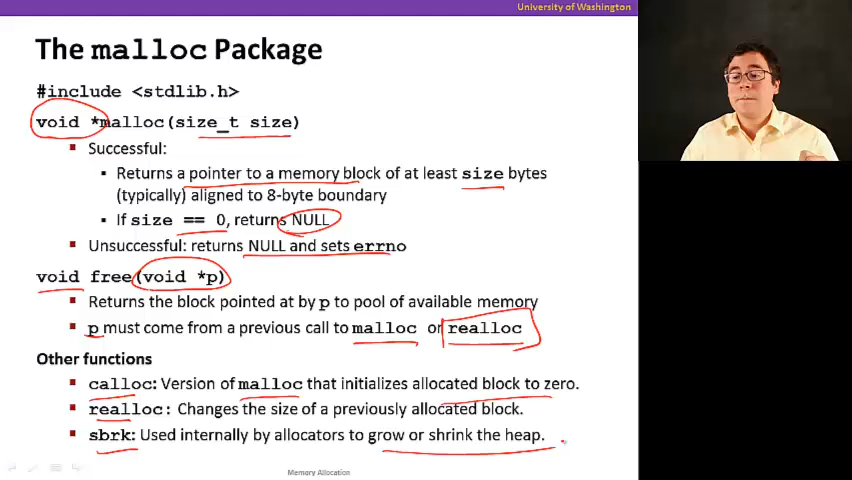 University of Washington
The malloc Package
#include <stdlib.h>
void *malloc(size_t size)
▪ Successful:
▪ Returns a pointer to a memory block of at least size bytes
(typically) aligned to 8-byte boundary
▪ If size == 0, returns NULL
▪ Unsuccessful: returns NULL and sets errno
void free(void *p)
▪ Returns the block pointed at by p to pool of available memory
▪ p must come from a previous call to malloc or realloc
Other functions
▪ calloc: Version of malloc that initializes allocated block to zero.
▪ realloc: Changes the size of a previously allocated block.
▪ sbrk: Used internally by allocators to grow or shrink the heap.
Memory Allocation